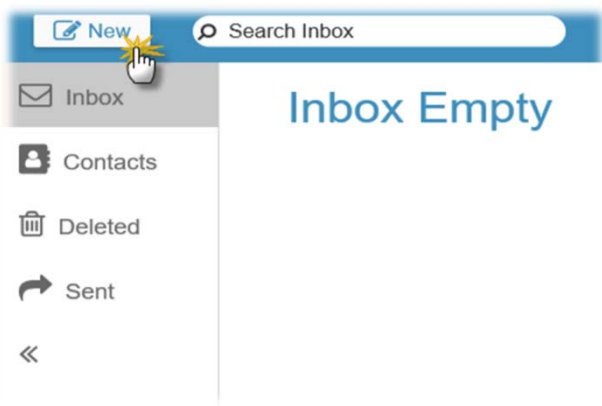 New
Search Inbox
Inbox
Inbox Empty
Contacts
Deleted
Sent